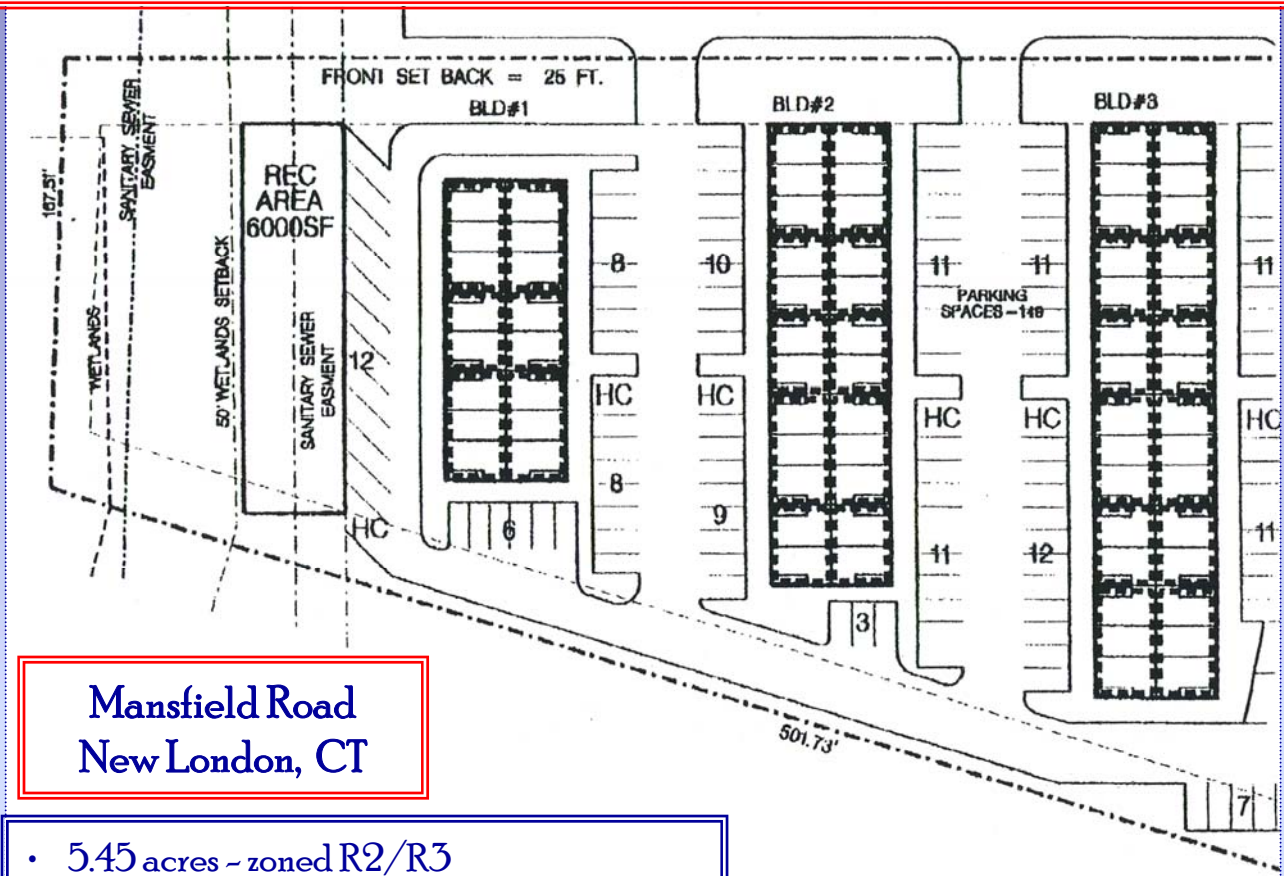 FRONT SET BACK = 25 FT.
BLD#1
BLD#2
BLD#3
167.51'
SANITARY SEWER
EASMENT
WETLANDS
50' WETLANDS SETBACK
REC
AREA
6000SF
SANITARY SEWER
EASMENT
12
HC
8
HC
8
6
10
HC
9
3
11
HC
11
PARKING
SPACES-149
11
HC
12
11
HC
11
7
501.73'
Mansfield Road
New London, CT
• 5.45 acres ~ zoned R2/R3